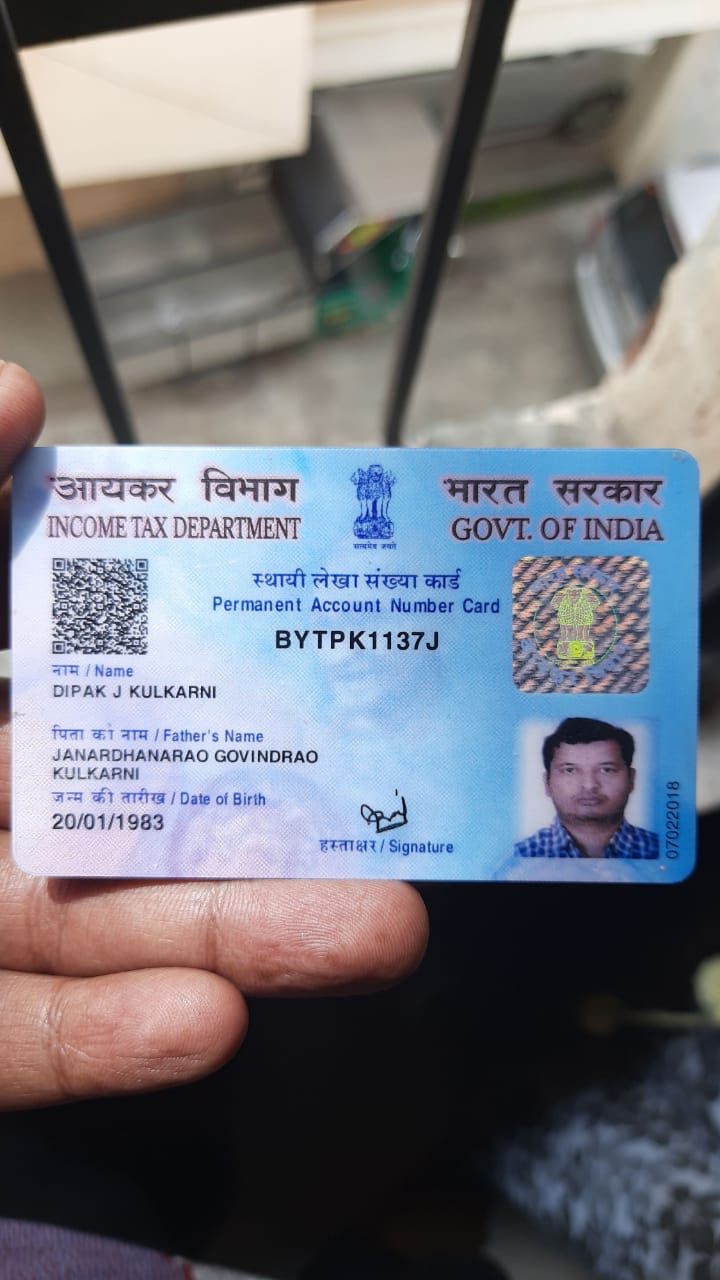 आयकर विभाग
INCOME TAX DEPARTMENT
सत्यमेव जयते
भारत सरकार
GOVT. OF INDIA
स्थायी लेखा संख्या कार्ड
Permanent Account Number Card
BYTPK1137J
नाम / Name
DIPAK J KULKARNI
पिता का नाम / Father's Name
JANARDHANARAO GOVINDRAO
KULKARNI
जन्म की तारीख / Date of Birth
20/01/1983
हस्ताक्षर / Signature
07022018